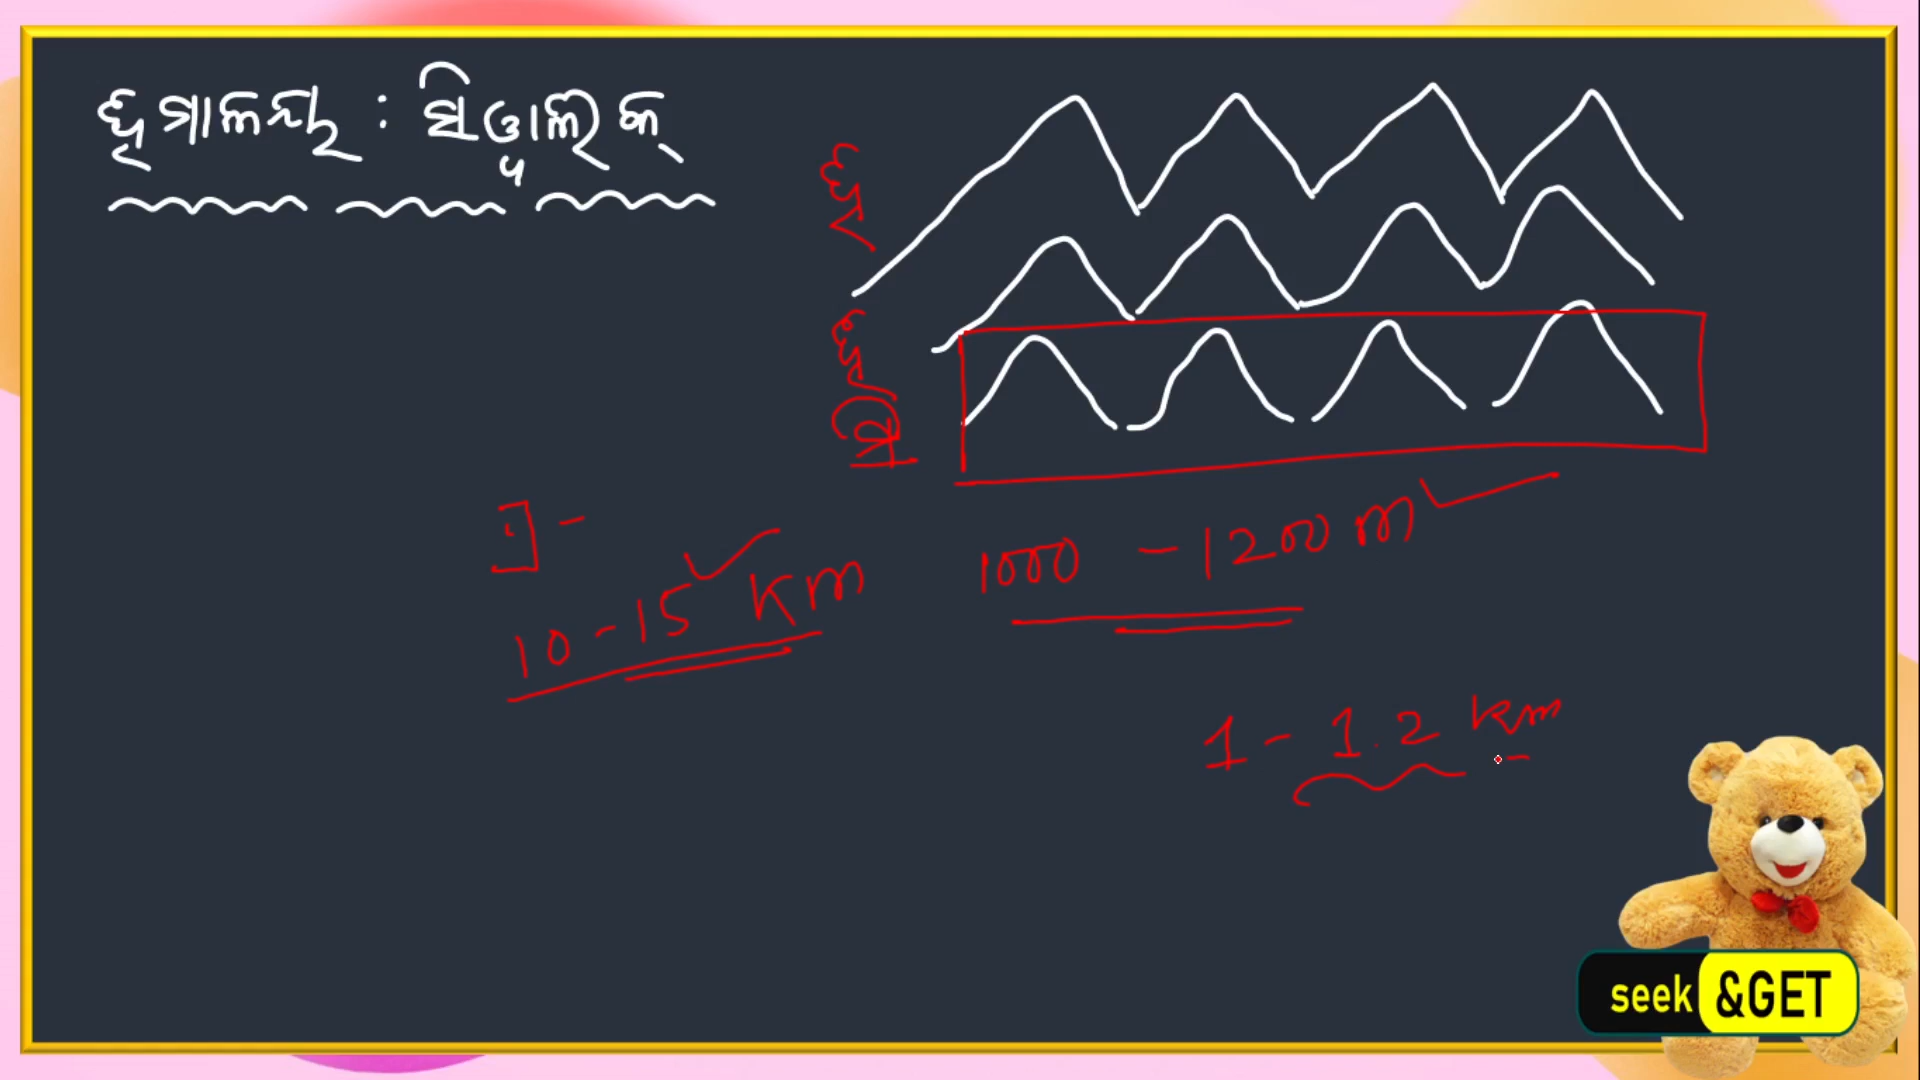 ହିମାଳୟ : ସିୱାଲିକ୍
1000 - 1200 m
10 - 15 Km
1 - 1.2 km
seek &GET